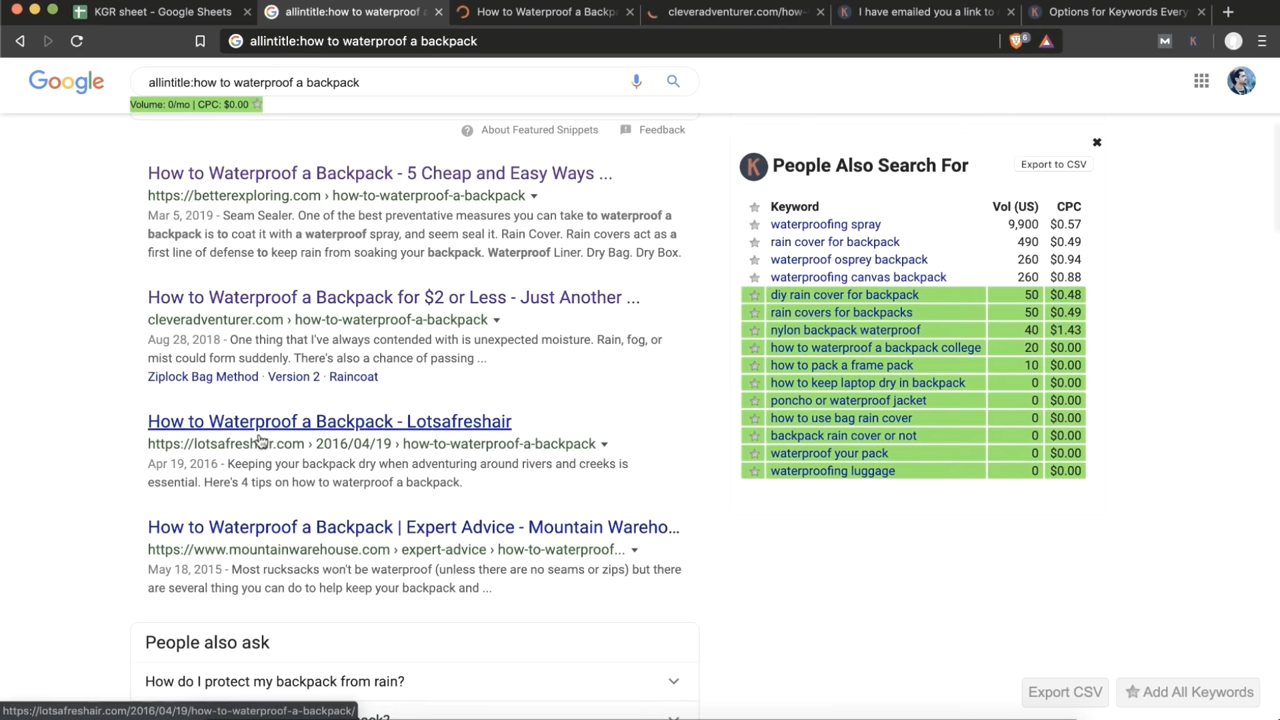 KGR sheet - Google Sheets
allintitle:how to waterproof a
How to Waterproof a Backp
cleveradventurer.com/how-
I have emailed you a link to
Options for Keywords Every
allintitle:how to waterproof a backpack
6
M
K
Google
allintitle:how to waterproof a backpack
Volume: 0/mo | CPC: $0.00
About Featured Snippets
Feedback
How to Waterproof a Backpack - 5 Cheap and Easy Ways ...
https://betterexploring.com › how-to-waterproof-a-backpack
Mar 5, 2019 - Seam Sealer. One of the best preventative measures you can take to waterproof a
backpack is to coat it with a waterproof spray, and seem seal it. Rain Cover. Rain covers act as a
first line of defense to keep rain from soaking your backpack. Waterproof Liner. Dry Bag. Dry Box.
How to Waterproof a Backpack for $2 or Less - Just Another ...
cleveradventurer.com › how-to-waterproof-a-backpack
Aug 28, 2018 - One thing that I've always contended with is unexpected moisture. Rain, fog, or
mist could form suddenly. There's also a chance of passing ...
Ziplock Bag Method · Version 2 · Raincoat
How to Waterproof a Backpack - Lotsafreshair
https://lotsafreshair.com › 2016/04/19 › how-to-waterproof-a-backpack
Apr 19, 2016 - Keeping your backpack dry when adventuring around rivers and creeks is
essential. Here's 4 tips on how to waterproof a backpack.
How to Waterproof a Backpack | Expert Advice - Mountain Wareho...
https://www.mountainwarehouse.com › expert-advice › how-to-waterproof...
May 18, 2015 - Most rucksacks won't be waterproof (unless there are no seams or zips) but there
are several thing you can do to help keep your backpack and ...
People also ask
How do I protect my backpack from rain?
https://lotsafreshair.com/2016/04/19/how-to-waterproof-a-backpack/
K People Also Search For
Export to CSV
Keyword Vol (US) CPC
waterproofing spray 9,900 $0.57
rain cover for backpack 490 $0.49
waterproof osprey backpack 260 $0.94
waterproofing canvas backpack 260 $0.88
diy rain cover for backpack 50 $0.48
rain covers for backpacks 50 $0.49
nylon backpack waterproof 40 $1.43
how to waterproof a backpack college 20 $0.00
how to pack a frame pack 10 $0.00
how to keep laptop dry in backpack 0 $0.00
poncho or waterproof jacket 0 $0.00
how to use bag rain cover 0 $0.00
backpack rain cover or not 0 $0.00
waterproof your pack 0 $0.00
waterproofing luggage 0 $0.00
Export CSV
Add All Keywords